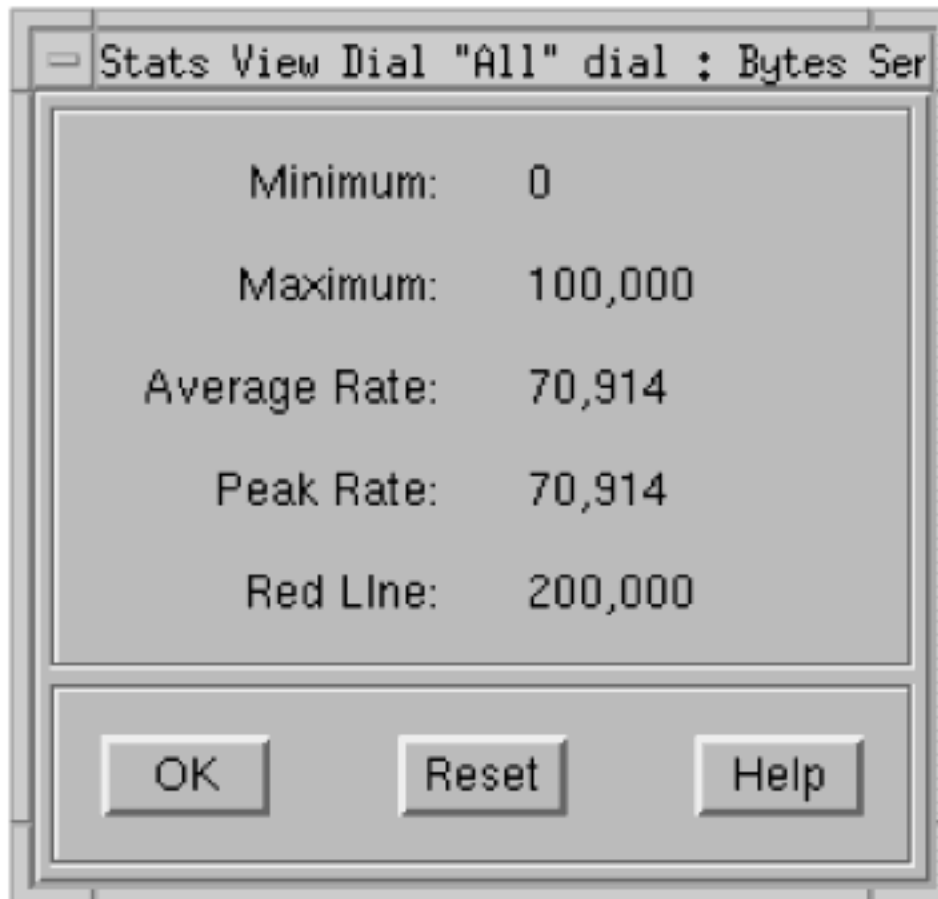 Stats View Dial "All" dial : Bytes Ser
Minimum: 0
Maximum: 100,000
Average Rate: 70,914
Peak Rate: 70,914
Red LIne: 200,000
OK Reset Help